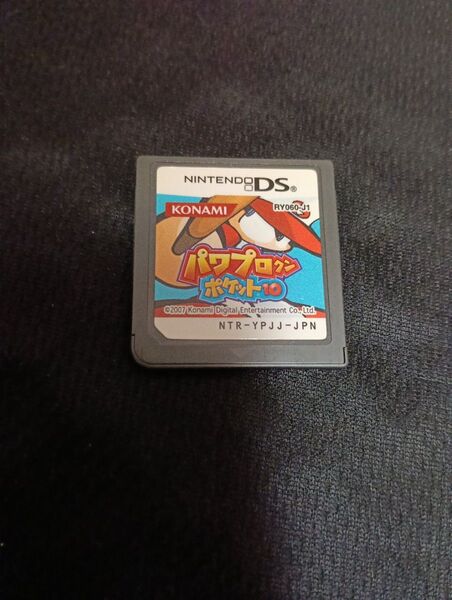 NINTENDO DS®
KONAMI
RY060-J1
パワプロクン
ポケット10
©2007 Konami Digital Entertainment Co., Ltd.
NTR-YPJJ-JPN